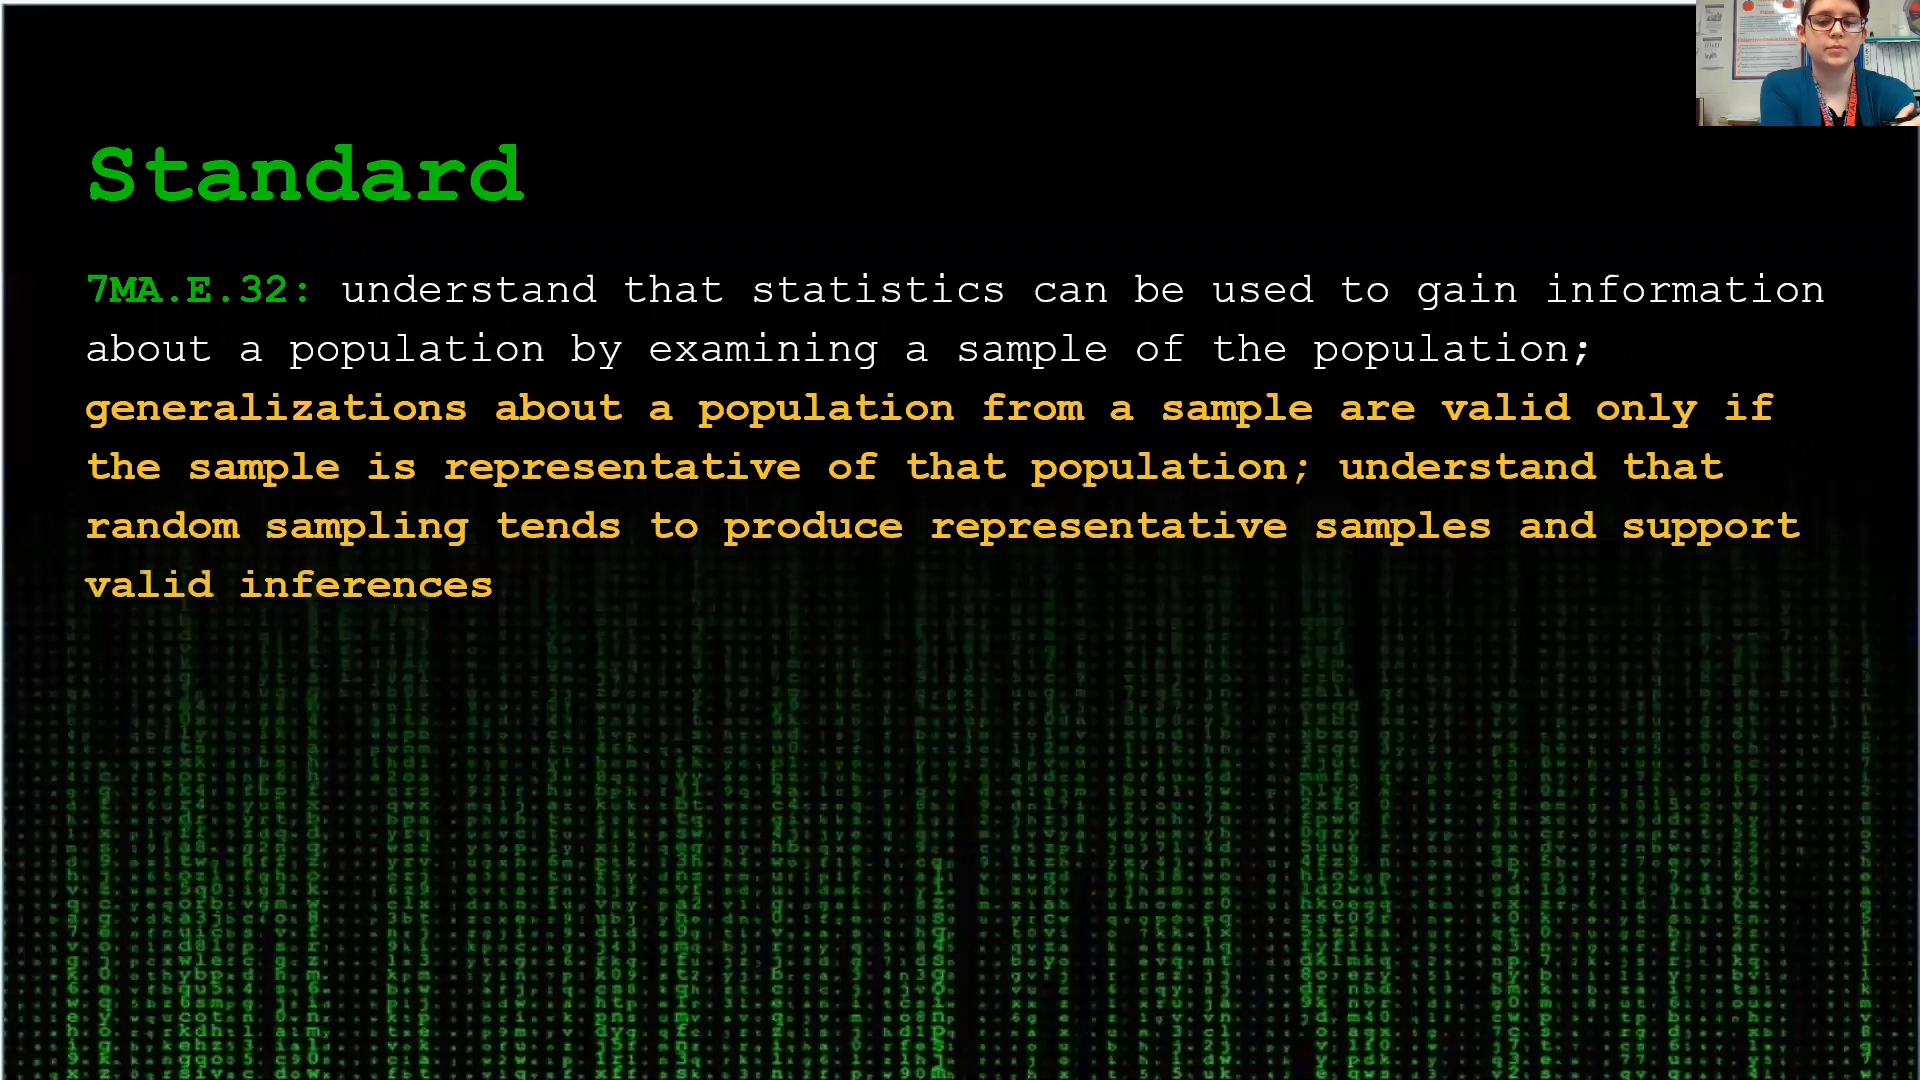 Standard
7MA.E.32: understand that statistics can be used to gain information
about a population by examining a sample of the population;
generalizations about a population from a sample are valid only if
the sample is representative of that population; understand that
random sampling tends to produce representative samples and support
valid inferences